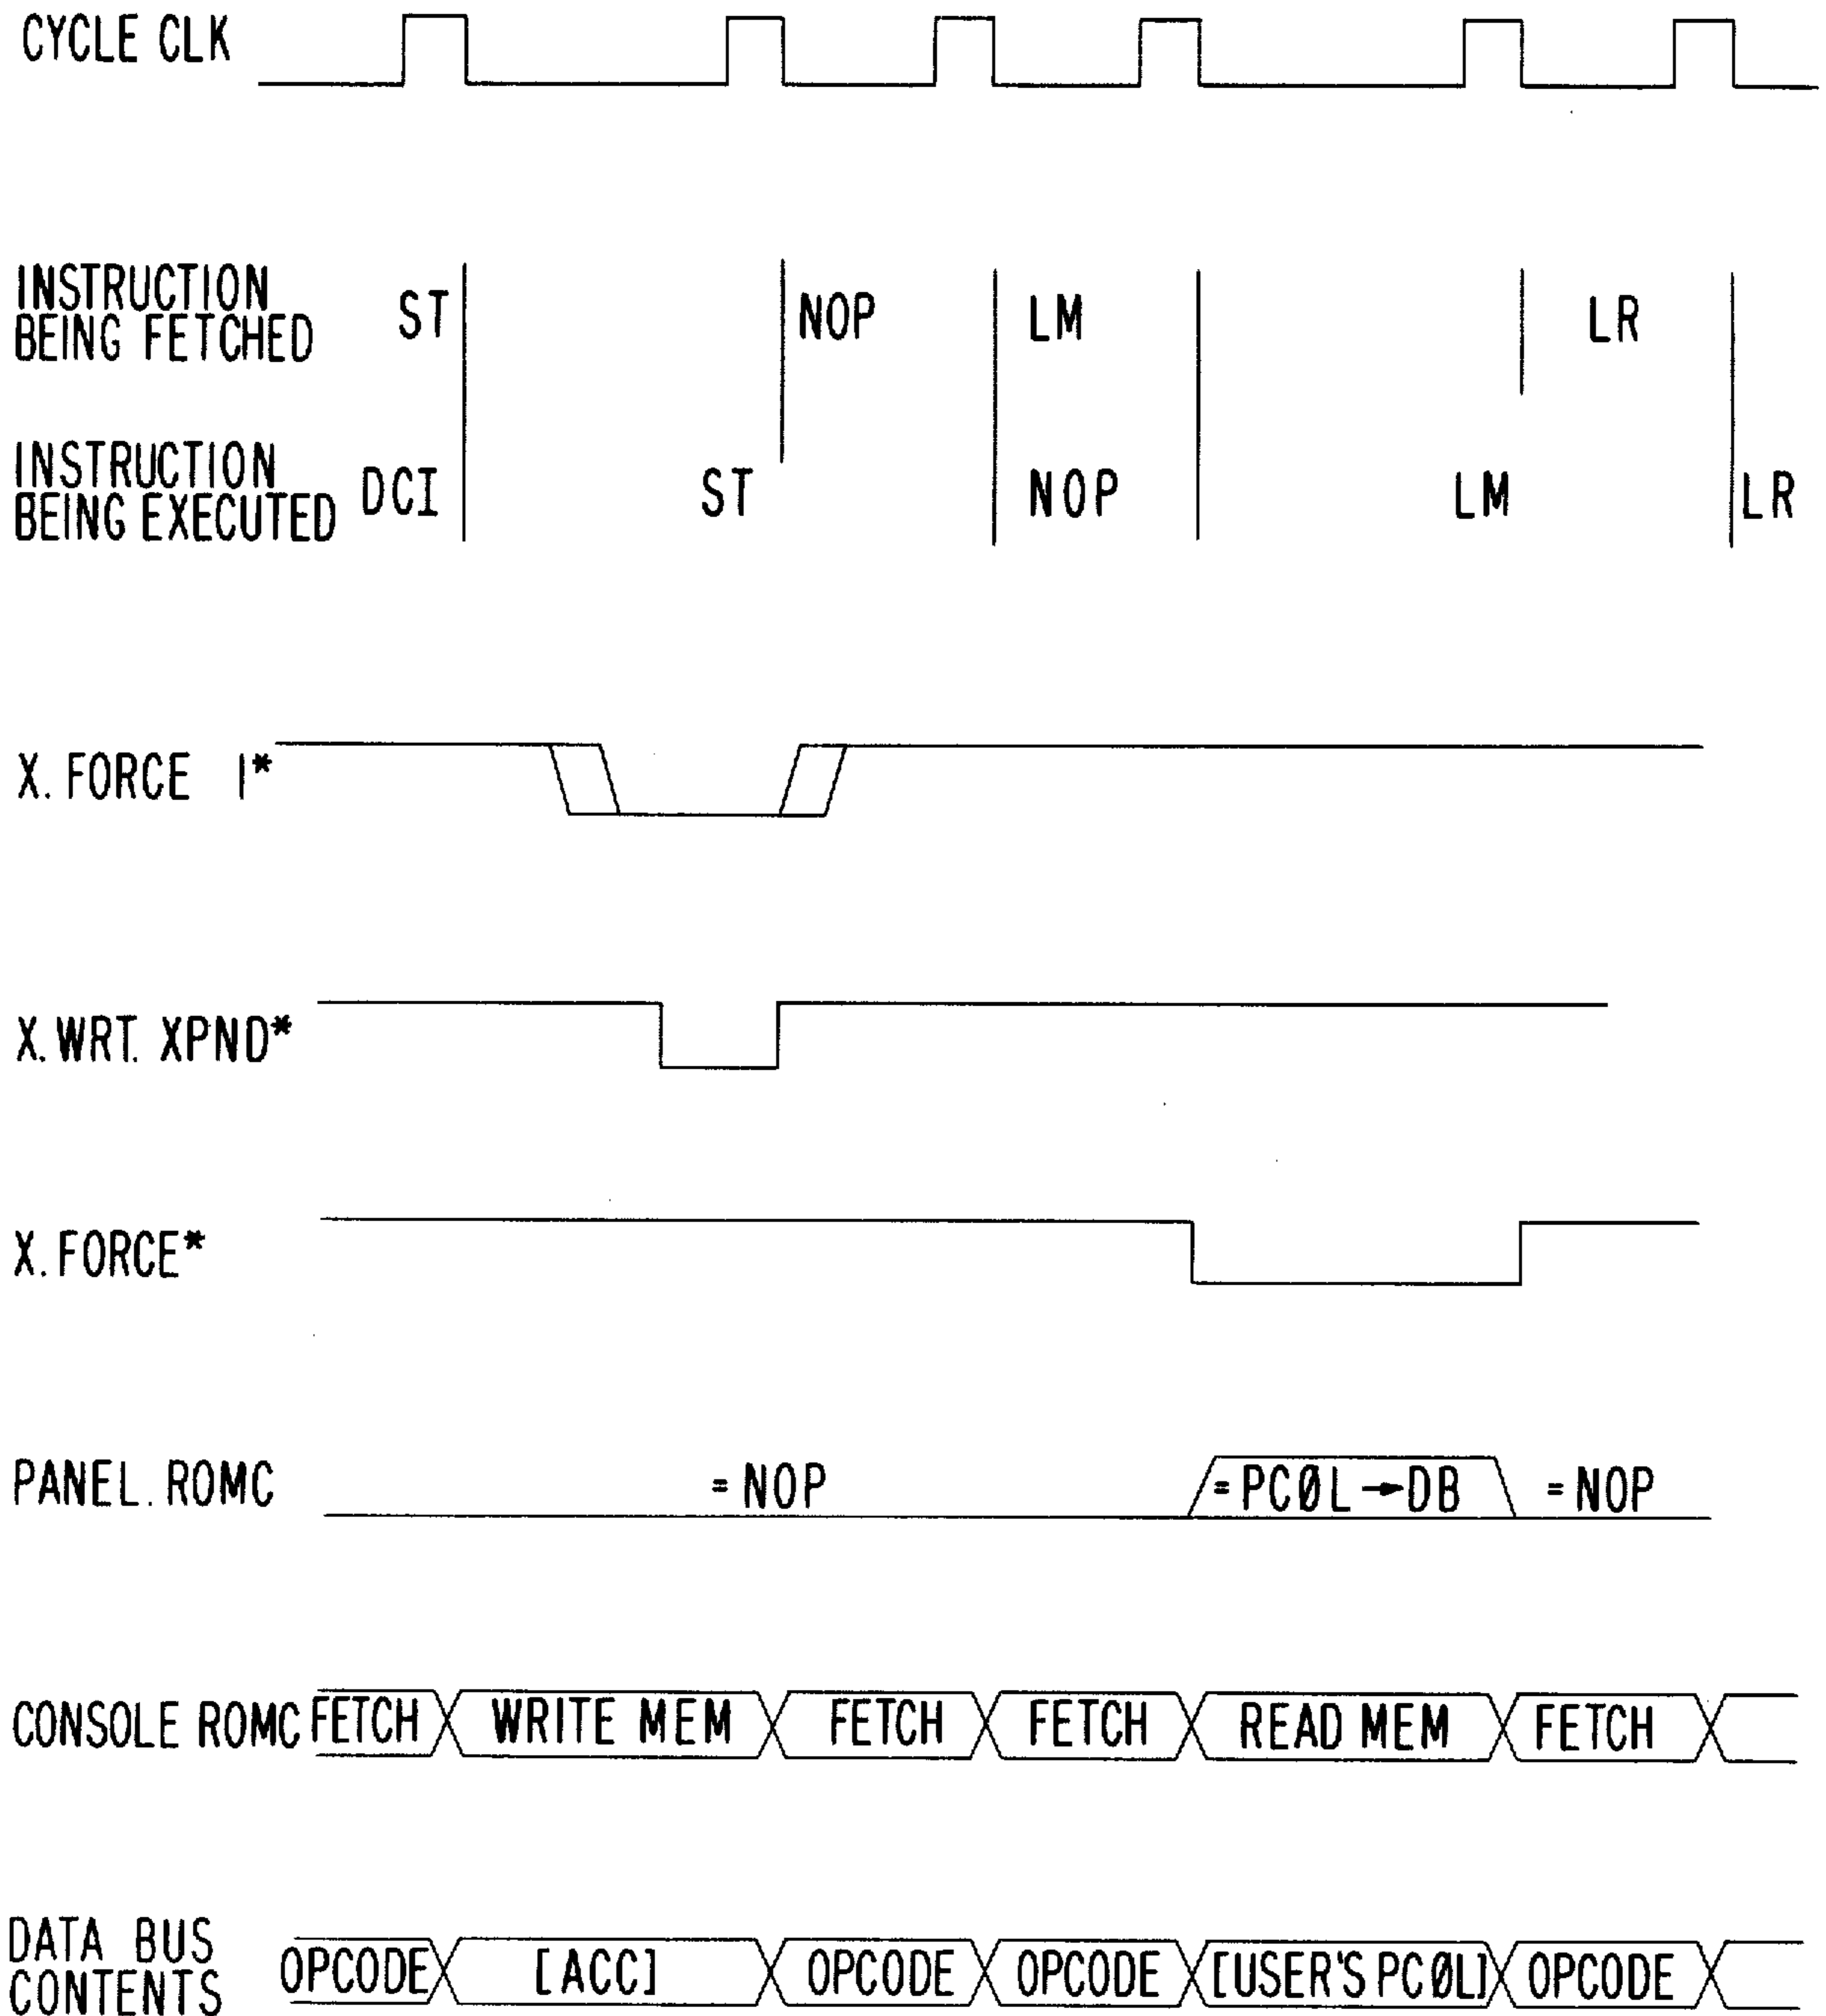 CYCLE CLK
INSTRUCTION
BEING FETCHED
ST
NOP
LM
LR
INSTRUCTION
BEING EXECUTED
DCI
ST
NOP
LM
LR
X. FORCE 1*
X. WRT. XPND*
X. FORCE*
PANEL. ROMC
= NOP
= PCØL → DB
= NOP
CONSOLE ROMC
FETCH
WRITE MEM
FETCH
FETCH
READ MEM
FETCH
DATA BUS
CONTENTS
OPCODE
[ACC]
OPCODE
OPCODE
[USER'S PCØL]
OPCODE